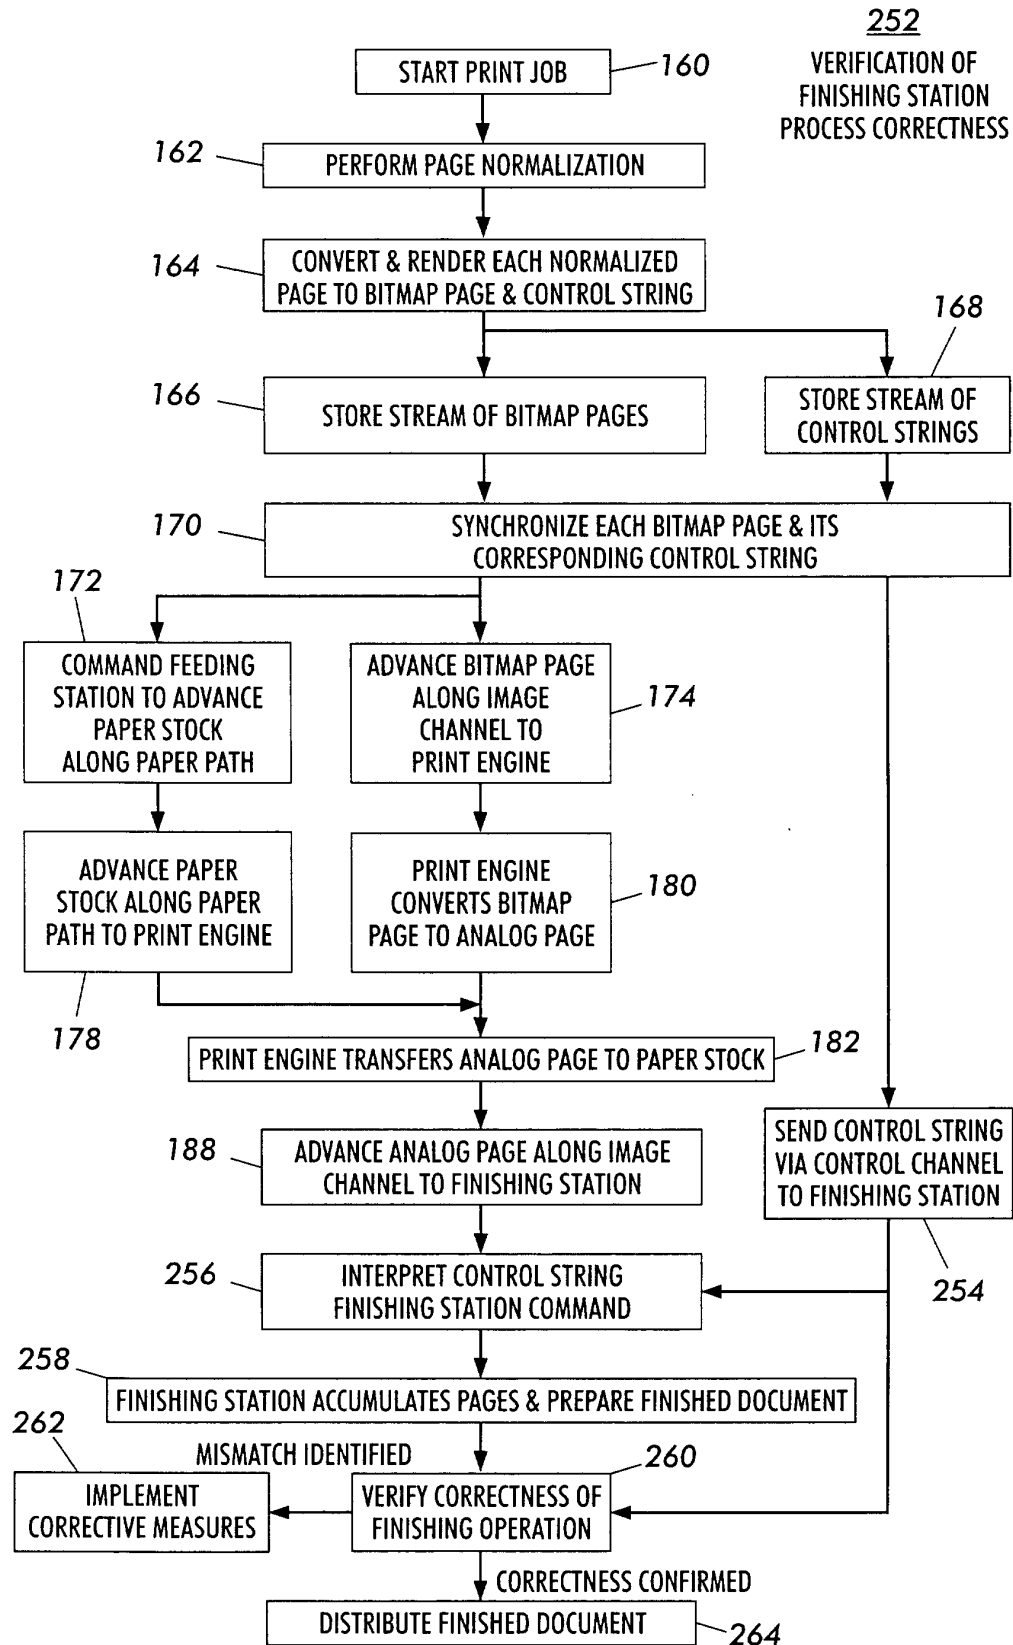 252
VERIFICATION OF
FINISHING STATION
PROCESS CORRECTNESS
START PRINT JOB
160
162
PERFORM PAGE NORMALIZATION
164
CONVERT & RENDER EACH NORMALIZED
PAGE TO BITMAP PAGE & CONTROL STRING
168
166
STORE STREAM OF BITMAP PAGES
STORE STREAM OF
CONTROL STRINGS
170
SYNCHRONIZE EACH BITMAP PAGE & ITS
CORRESPONDING CONTROL STRING
172
COMMAND FEEDING
STATION TO ADVANCE
PAPER STOCK
ALONG PAPER PATH
ADVANCE BITMAP PAGE
ALONG IMAGE
CHANNEL TO
PRINT ENGINE
174
ADVANCE PAPER
STOCK ALONG PAPER
PATH TO PRINT ENGINE
178
PRINT ENGINE
CONVERTS BITMAP
PAGE TO ANALOG PAGE
180
PRINT ENGINE TRANSFERS ANALOG PAGE TO PAPER STOCK
182
188
ADVANCE ANALOG PAGE ALONG IMAGE
CHANNEL TO FINISHING STATION
SEND CONTROL STRING
VIA CONTROL CHANNEL
TO FINISHING STATION
254
256
INTERPRET CONTROL STRING
FINISHING STATION COMMAND
258
FINISHING STATION ACCUMULATES PAGES & PREPARE FINISHED DOCUMENT
262
MISMATCH IDENTIFIED
260
IMPLEMENT
CORRECTIVE MEASURES
VERIFY CORRECTNESS OF
FINISHING OPERATION
CORRECTNESS CONFIRMED
DISTRIBUTE FINISHED DOCUMENT
264